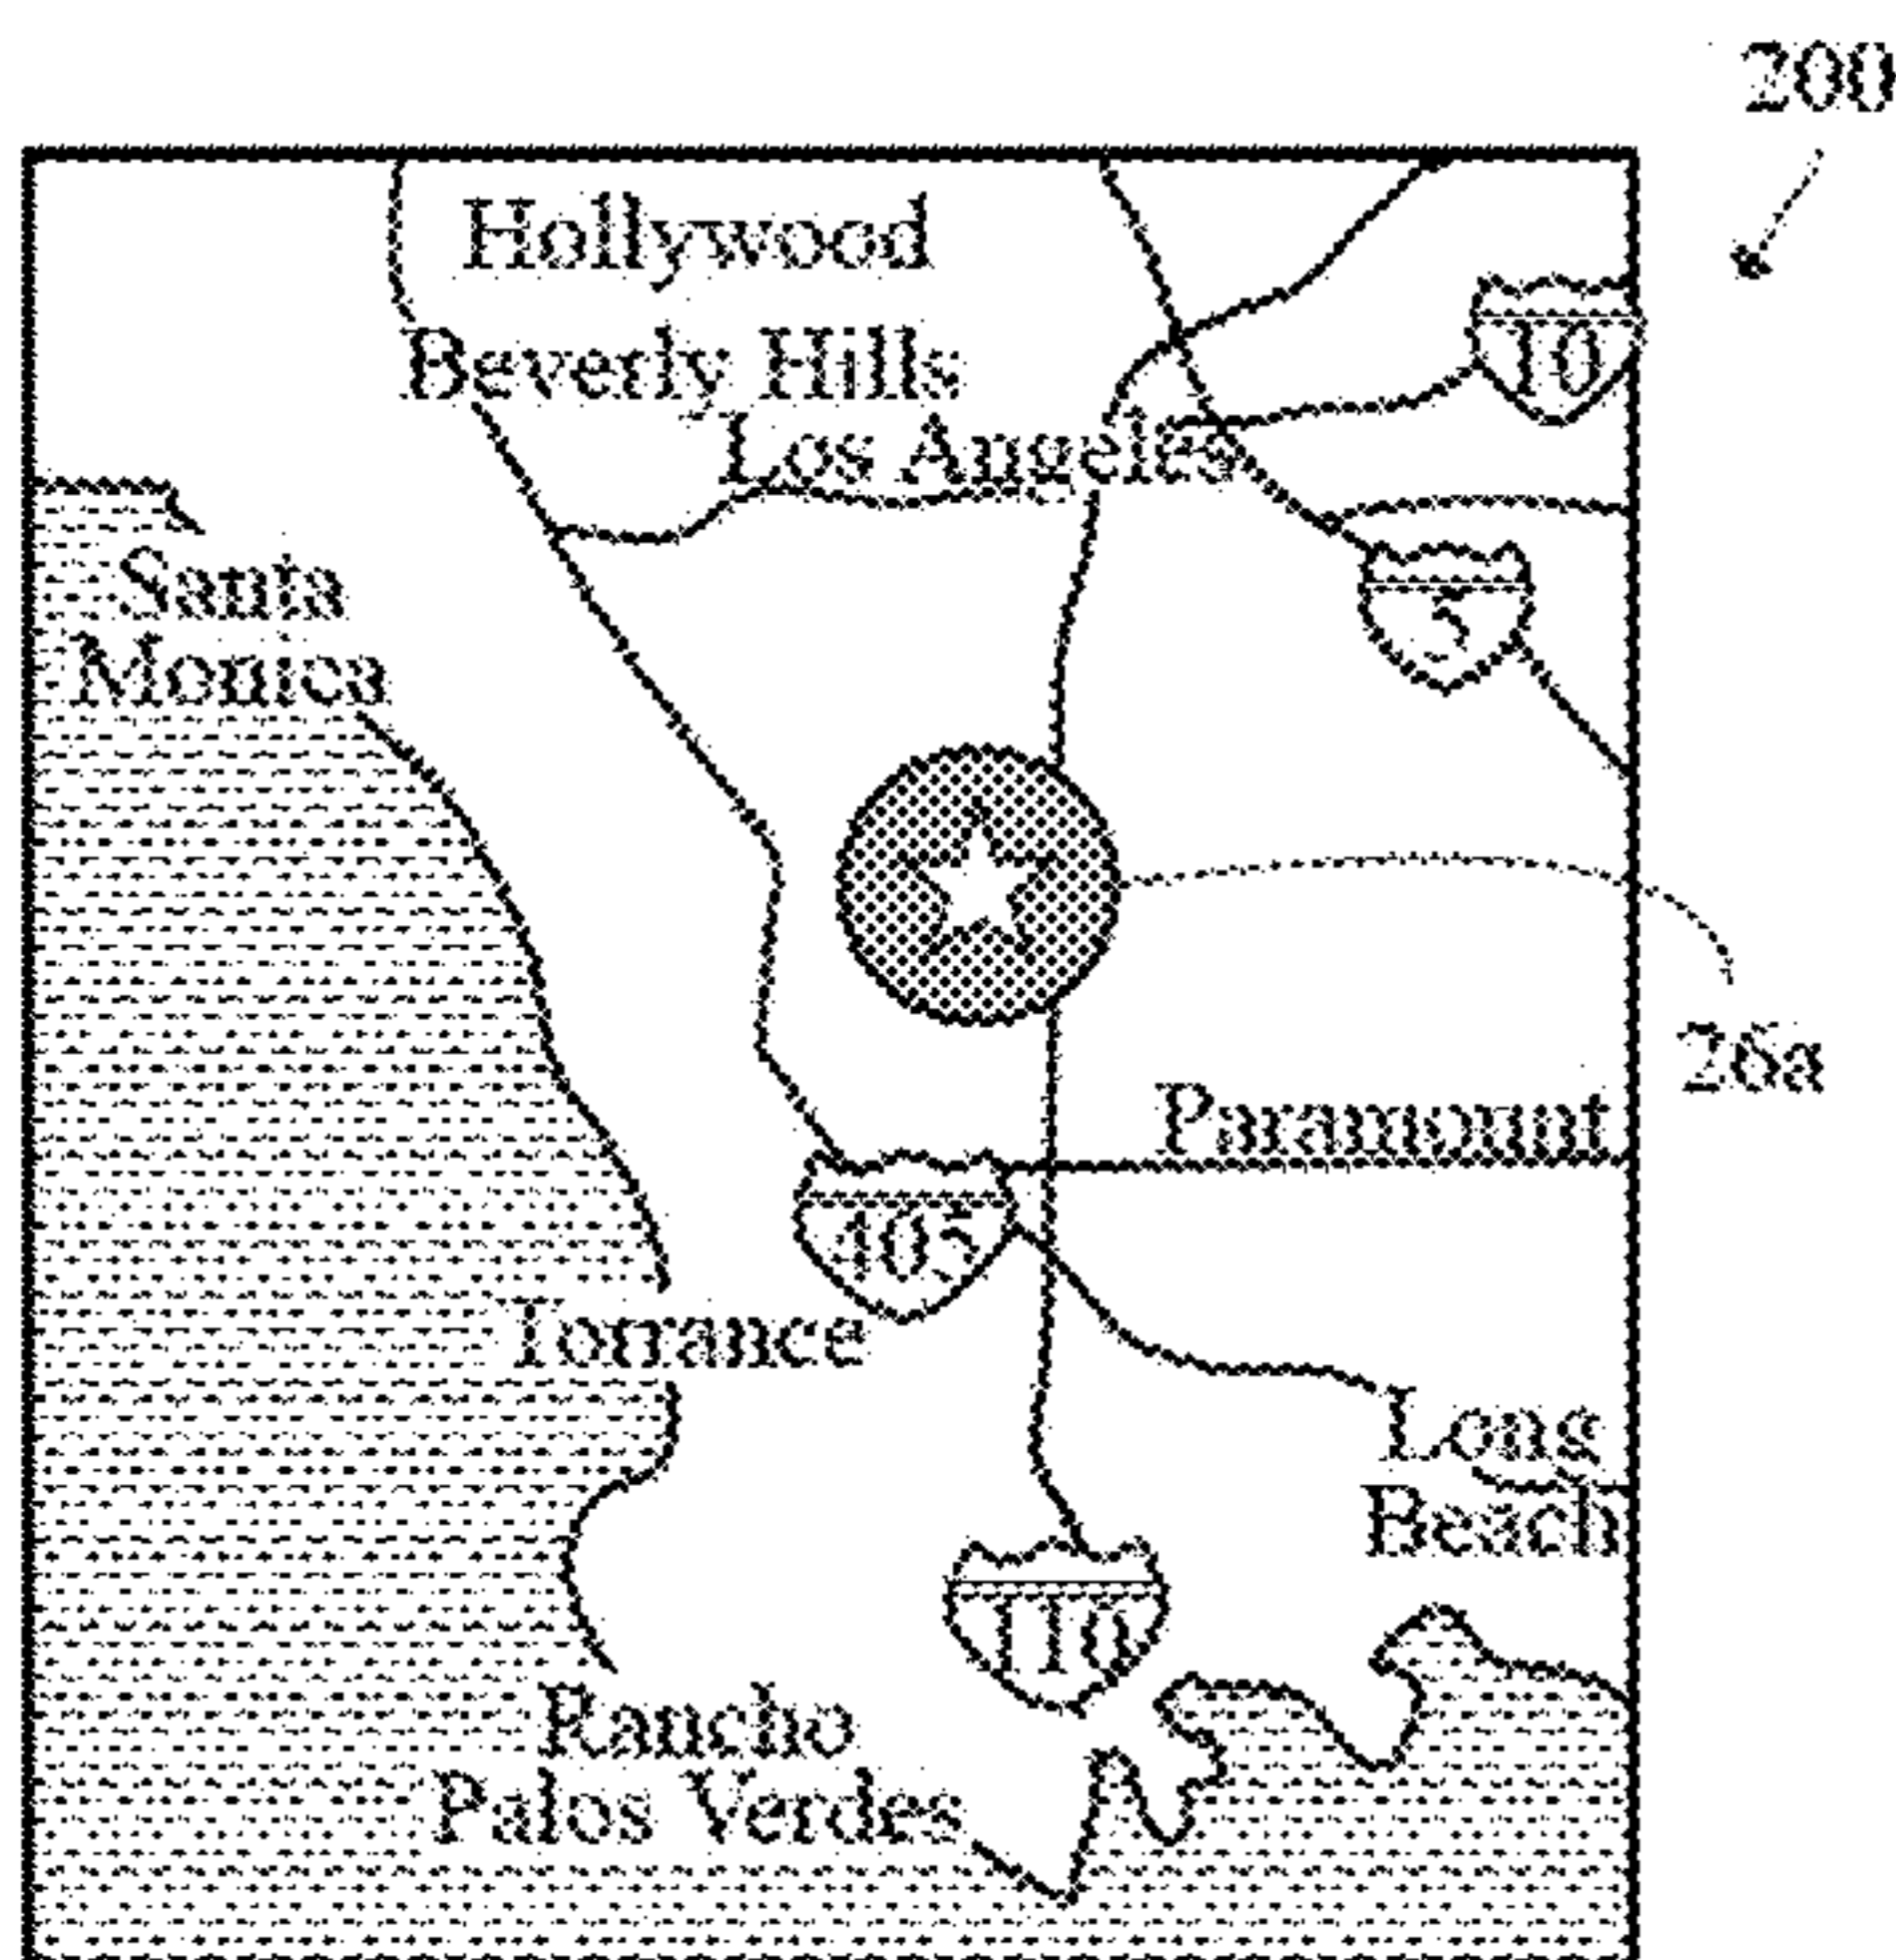 200
Hollywood
10
Beverly Hills
Los Angeles
5
Santa
Monica
26a
Paramount
405
Torrance
Long
Beach
110
Rancho
Palos Verdes